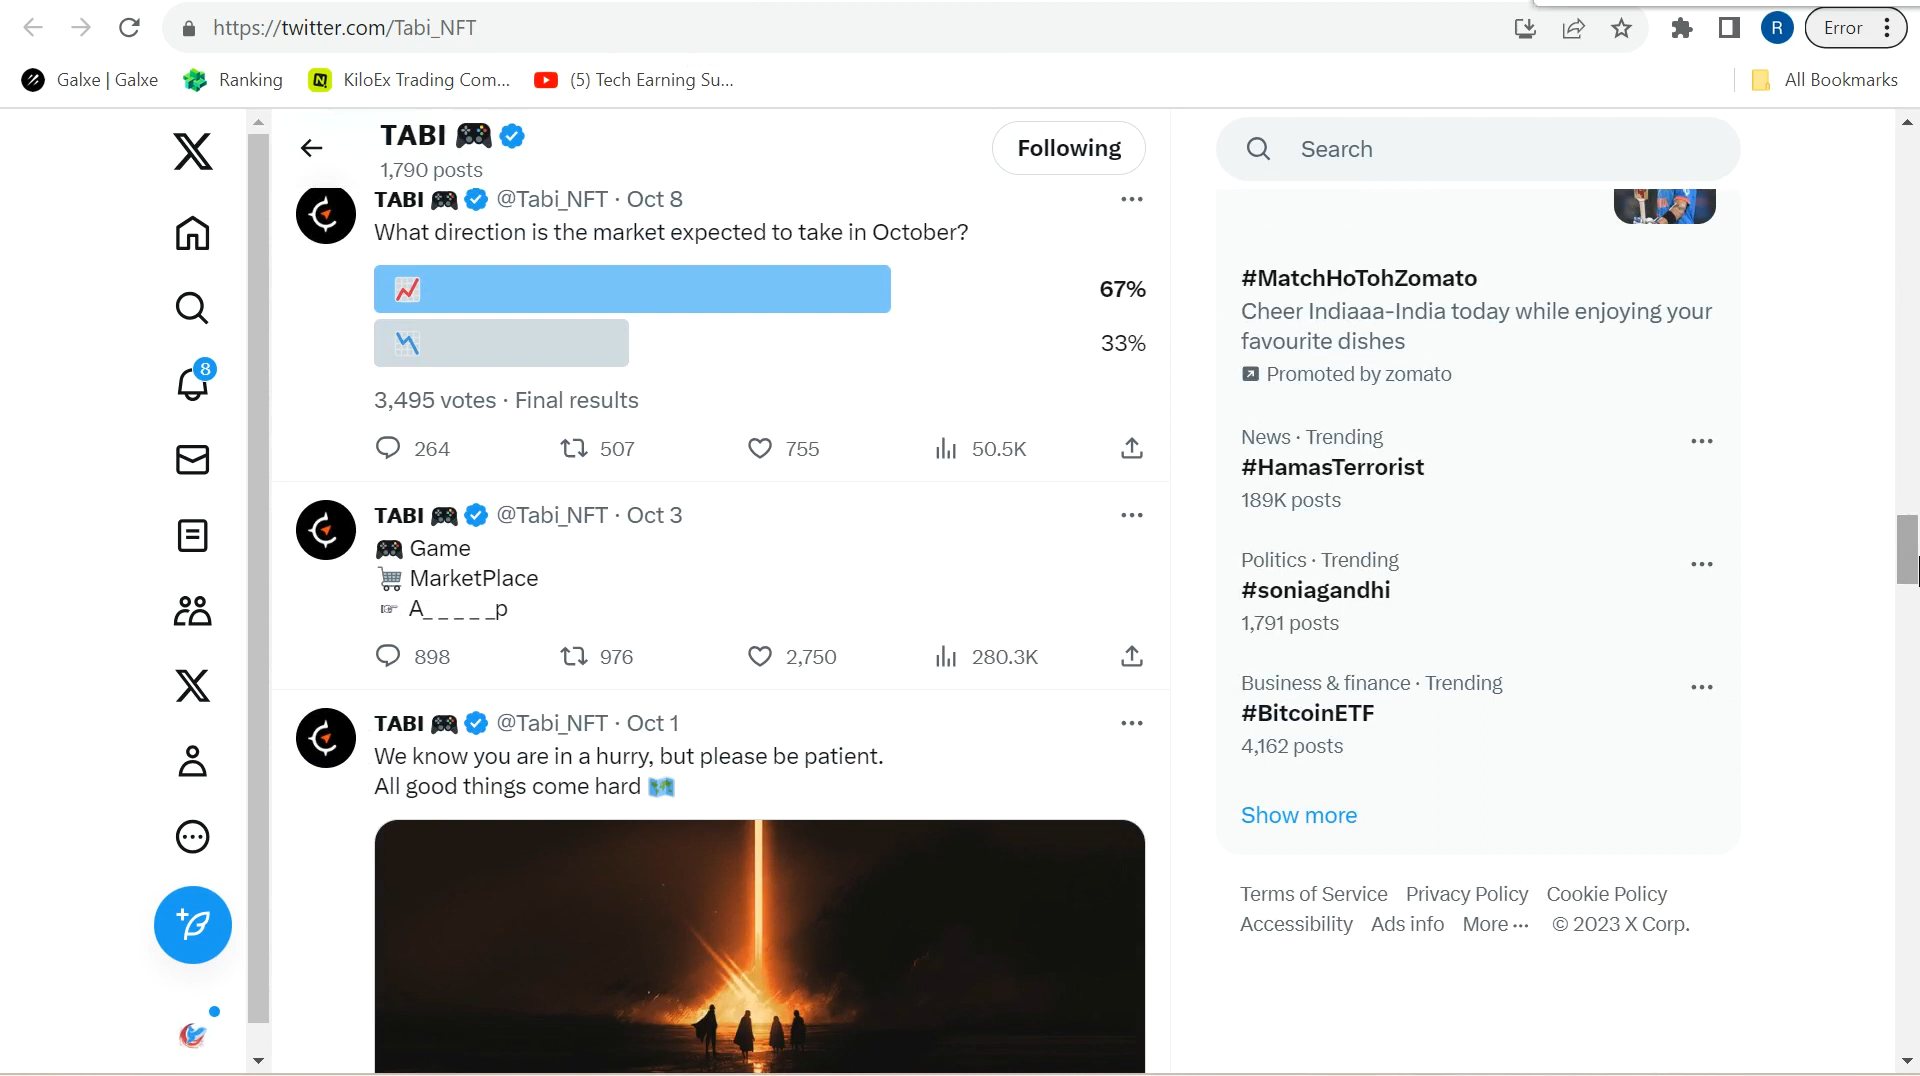 https://twitter.com/Tabi_NFT
R
Error
Galxe | Galxe
Ranking
KiloEx Trading Com...
(5) Tech Earning Su...
All Bookmarks
TABI 🎮
1,790 posts
Following
Search
TABI 🎮 @Tabi_NFT · Oct 8
What direction is the market expected to take in October?
📈 67%
📉 33%
3,495 votes · Final results
264 507 755 50.5K
TABI 🎮 @Tabi_NFT · Oct 3
🎮 Game
🛒 MarketPlace
☞ A_ _ _ _ _p
898 976 2,750 280.3K
TABI 🎮 @Tabi_NFT · Oct 1
We know you are in a hurry, but please be patient.
All good things come hard 🗺️
8
#MatchHoTohZomato
Cheer Indiaaa-India today while enjoying your
favourite dishes
Promoted by zomato
News · Trending
#HamasTerrorist
189K posts
Politics · Trending
#soniagandhi
1,791 posts
Business & finance · Trending
#BitcoinETF
4,162 posts
Show more
Terms of Service Privacy Policy Cookie Policy
Accessibility Ads info More ··· © 2023 X Corp.